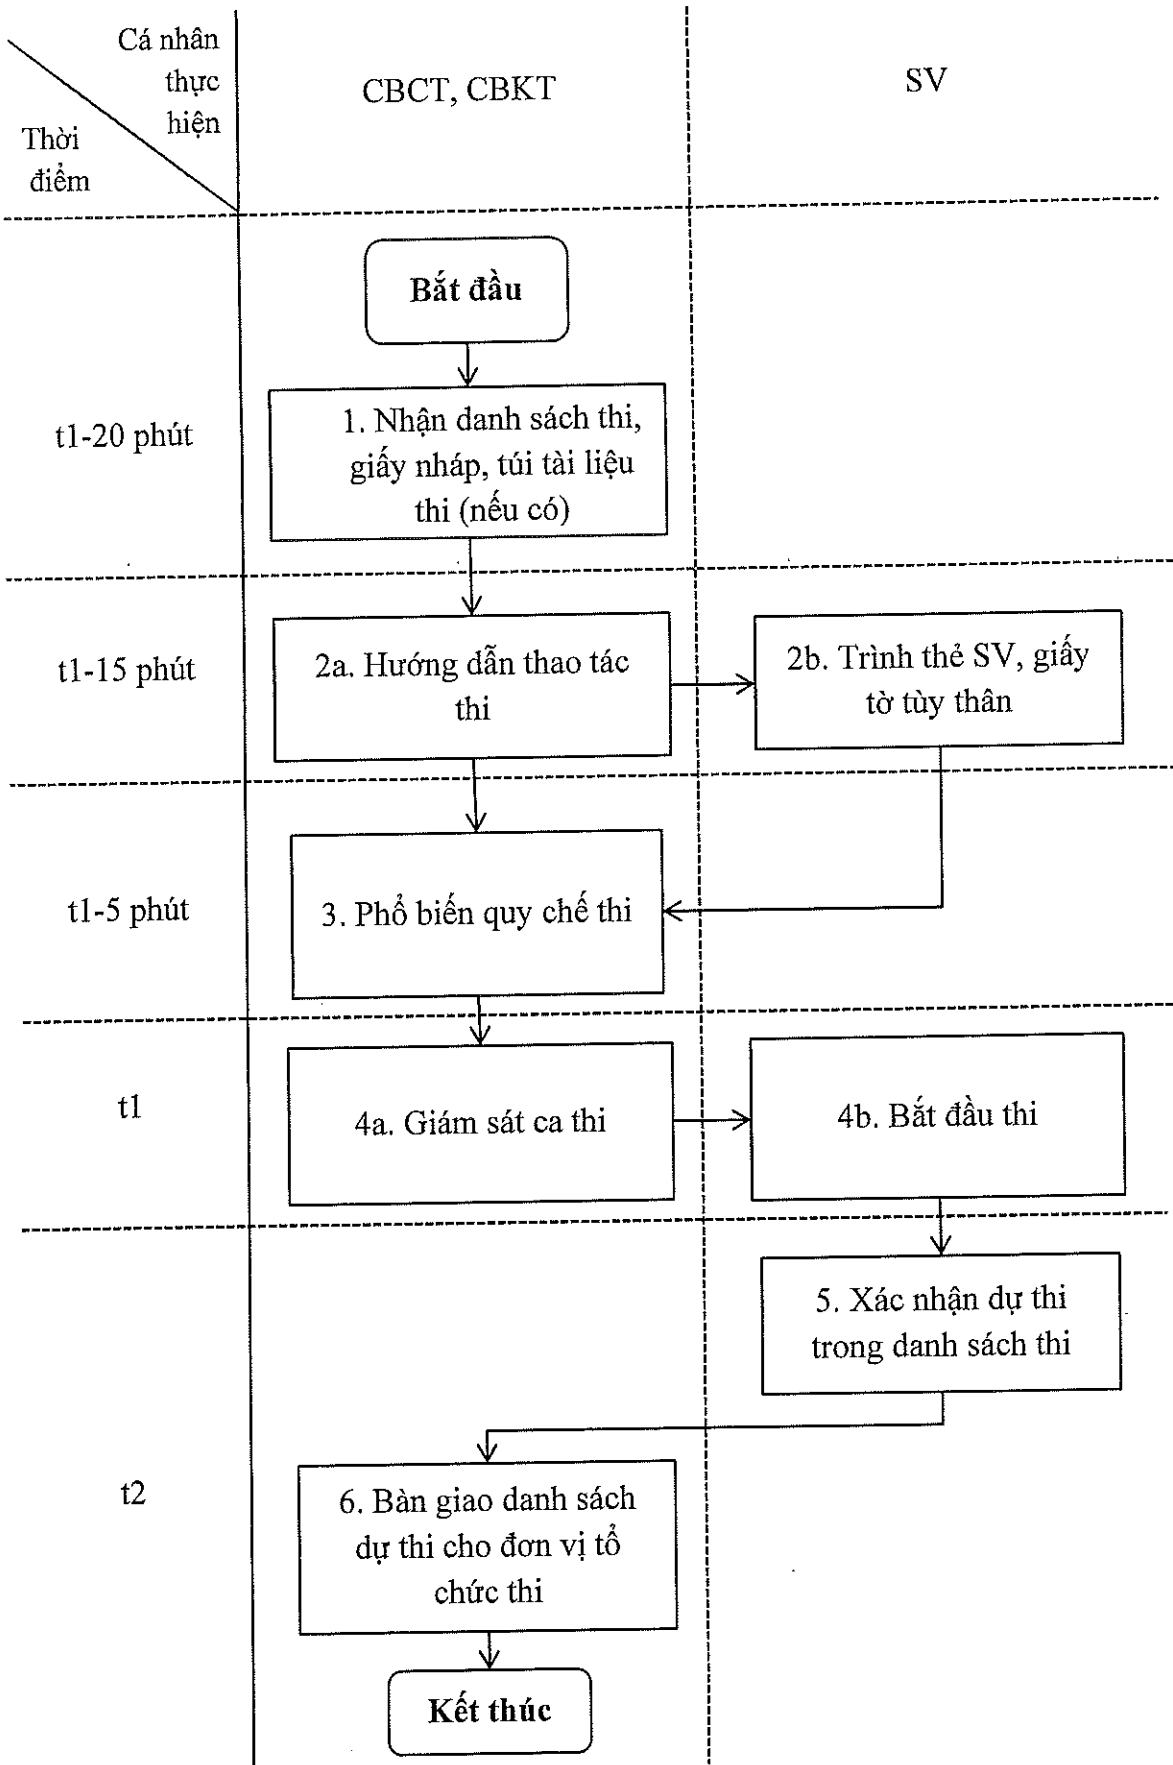 Cá nhân
thực
hiện
Thời
điểm
CBCT, CBKT
SV
Bắt đầu
t1-20 phút
1. Nhận danh sách thi,
giấy nháp, túi tài liệu
thi (nếu có)
t1-15 phút
2a. Hướng dẫn thao tác
thi
2b. Trình thẻ SV, giấy
tờ tùy thân
t1-5 phút
3. Phổ biến quy chế thi
t1
4a. Giám sát ca thi
4b. Bắt đầu thi
5. Xác nhận dự thi
trong danh sách thi
t2
6. Bàn giao danh sách
dự thi cho đơn vị tổ
chức thi
Kết thúc